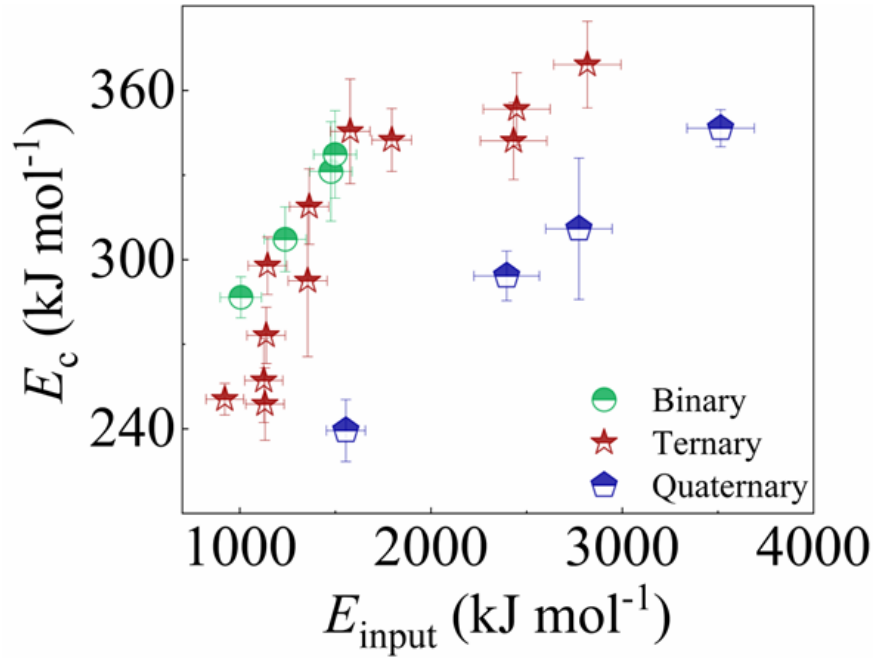 360
300
240
E_c (kJ mol⁻¹)
Binary
Ternary
Quaternary
1000 2000 3000 4000
E_input (kJ mol⁻¹)